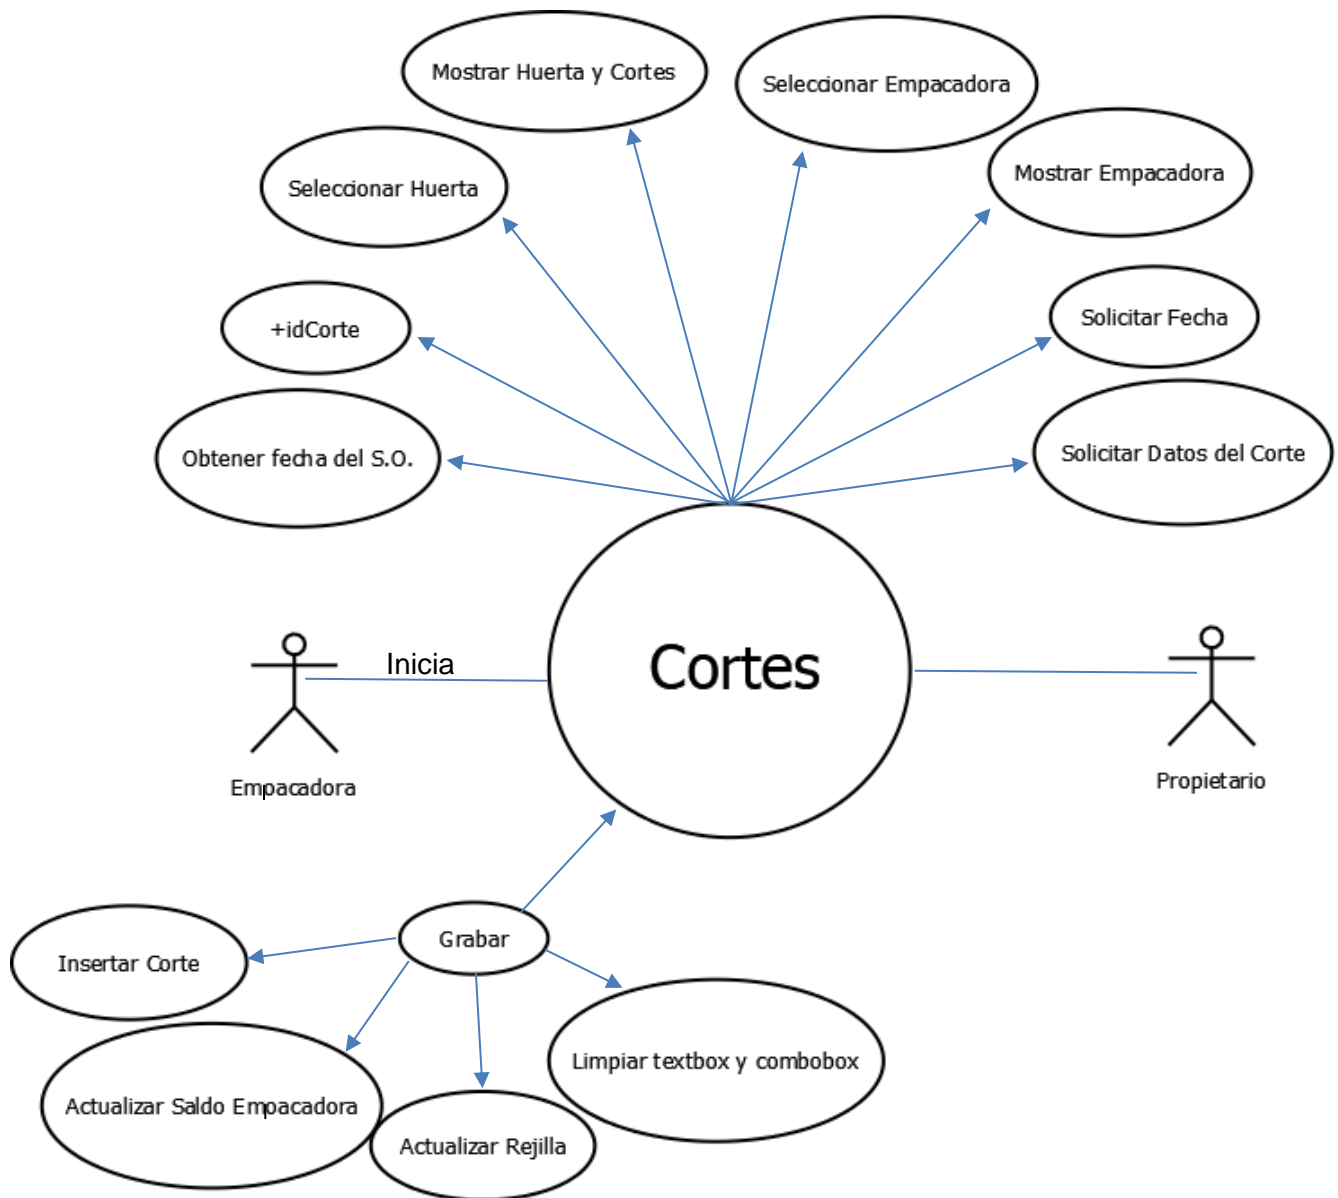 Mostrar Huerta y Cortes
Seleccionar Empacadora
Seleccionar Huerta
Mostrar Empacadora
+idCorte
Solicitar Fecha
Obtener fecha del S.O.
Solicitar Datos del Corte
Inicia
Cortes
Empacadora
Propietario
Grabar
Insertar Corte
Limpiar textbox y combobox
Actualizar Saldo Empacadora
Actualizar Rejilla